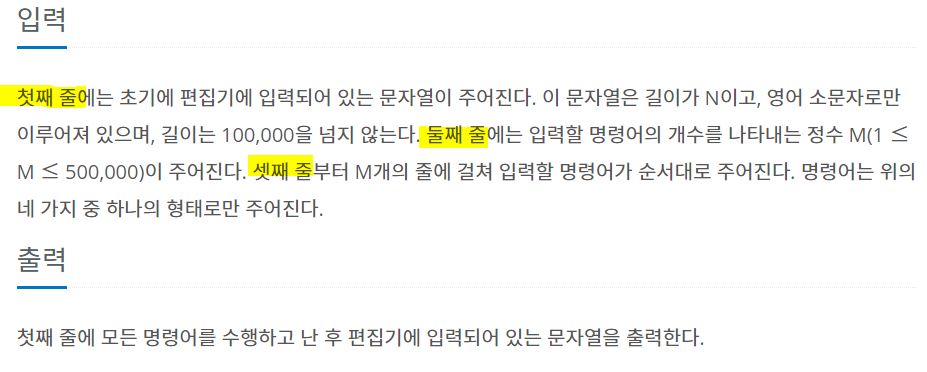 입력
첫째 줄에는 초기에 편집기에 입력되어 있는 문자열이 주어진다. 이 문자열은 길이가 N이고, 영어 소문자로만
이루어져 있으며, 길이는 100,000을 넘지 않는다. 둘째 줄에는 입력할 명령어의 개수를 나타내는 정수 M(1 ≤
M ≤ 500,000)이 주어진다. 셋째 줄부터 M개의 줄에 걸쳐 입력할 명령어가 순서대로 주어진다. 명령어는 위의
네 가지 중 하나의 형태로만 주어진다.
출력
첫째 줄에 모든 명령어를 수행하고 난 후 편집기에 입력되어 있는 문자열을 출력한다.